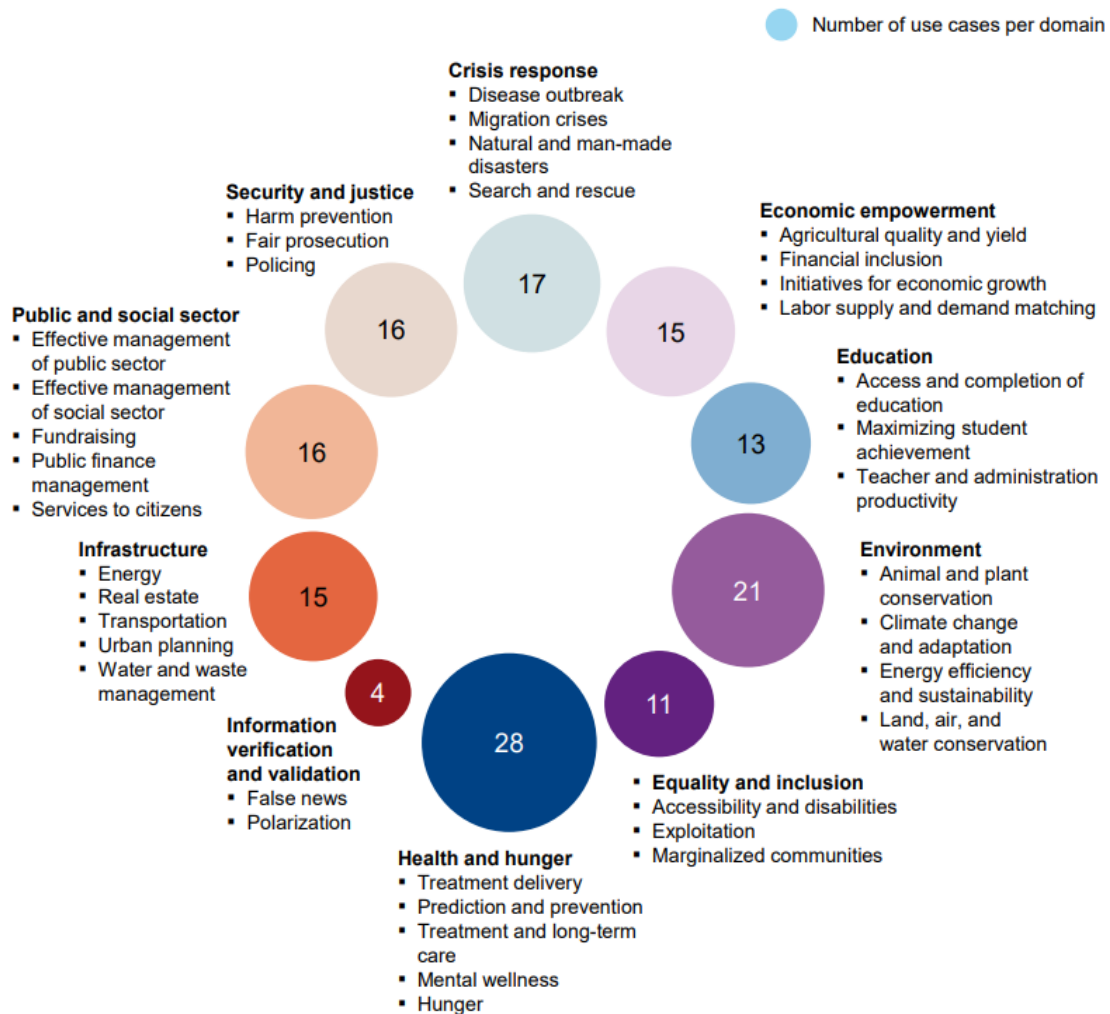 Number of use cases per domain
Crisis response
▪ Disease outbreak
▪ Migration crises
▪ Natural and man-made
disasters
▪ Search and rescue
17
Economic empowerment
▪ Agricultural quality and yield
▪ Financial inclusion
▪ Initiatives for economic growth
▪ Labor supply and demand matching
15
Education
▪ Access and completion of
education
▪ Maximizing student
achievement
▪ Teacher and administration
productivity
13
Environment
▪ Animal and plant
conservation
▪ Climate change
and adaptation
▪ Energy efficiency
and sustainability
▪ Land, air, and
water conservation
21
▪ Equality and inclusion
▪ Accessibility and disabilities
▪ Exploitation
▪ Marginalized communities
11
Health and hunger
▪ Treatment delivery
▪ Prediction and prevention
▪ Treatment and long-term
care
▪ Mental wellness
▪ Hunger
28
Information
verification
and validation
▪ False news
▪ Polarization
4
Infrastructure
▪ Energy
▪ Real estate
▪ Transportation
▪ Urban planning
▪ Water and waste
management
15
Public and social sector
▪ Effective management
of public sector
▪ Effective management
of social sector
▪ Fundraising
▪ Public finance
management
▪ Services to citizens
16
Security and justice
▪ Harm prevention
▪ Fair prosecution
▪ Policing
16